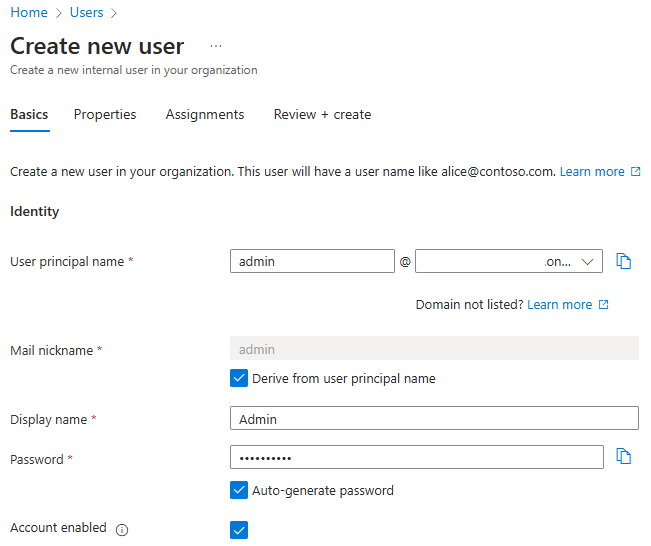 Home > Users >
Create new user ...
Create a new internal user in your organization
Basics Properties Assignments Review + create
Create a new user in your organization. This user will have a user name like alice@contoso.com. Learn more
Identity
User principal name * admin @ .on...
Domain not listed? Learn more
Mail nickname * admin
Derive from user principal name
Display name * Admin
Password * ••••••••••
Auto-generate password
Account enabled